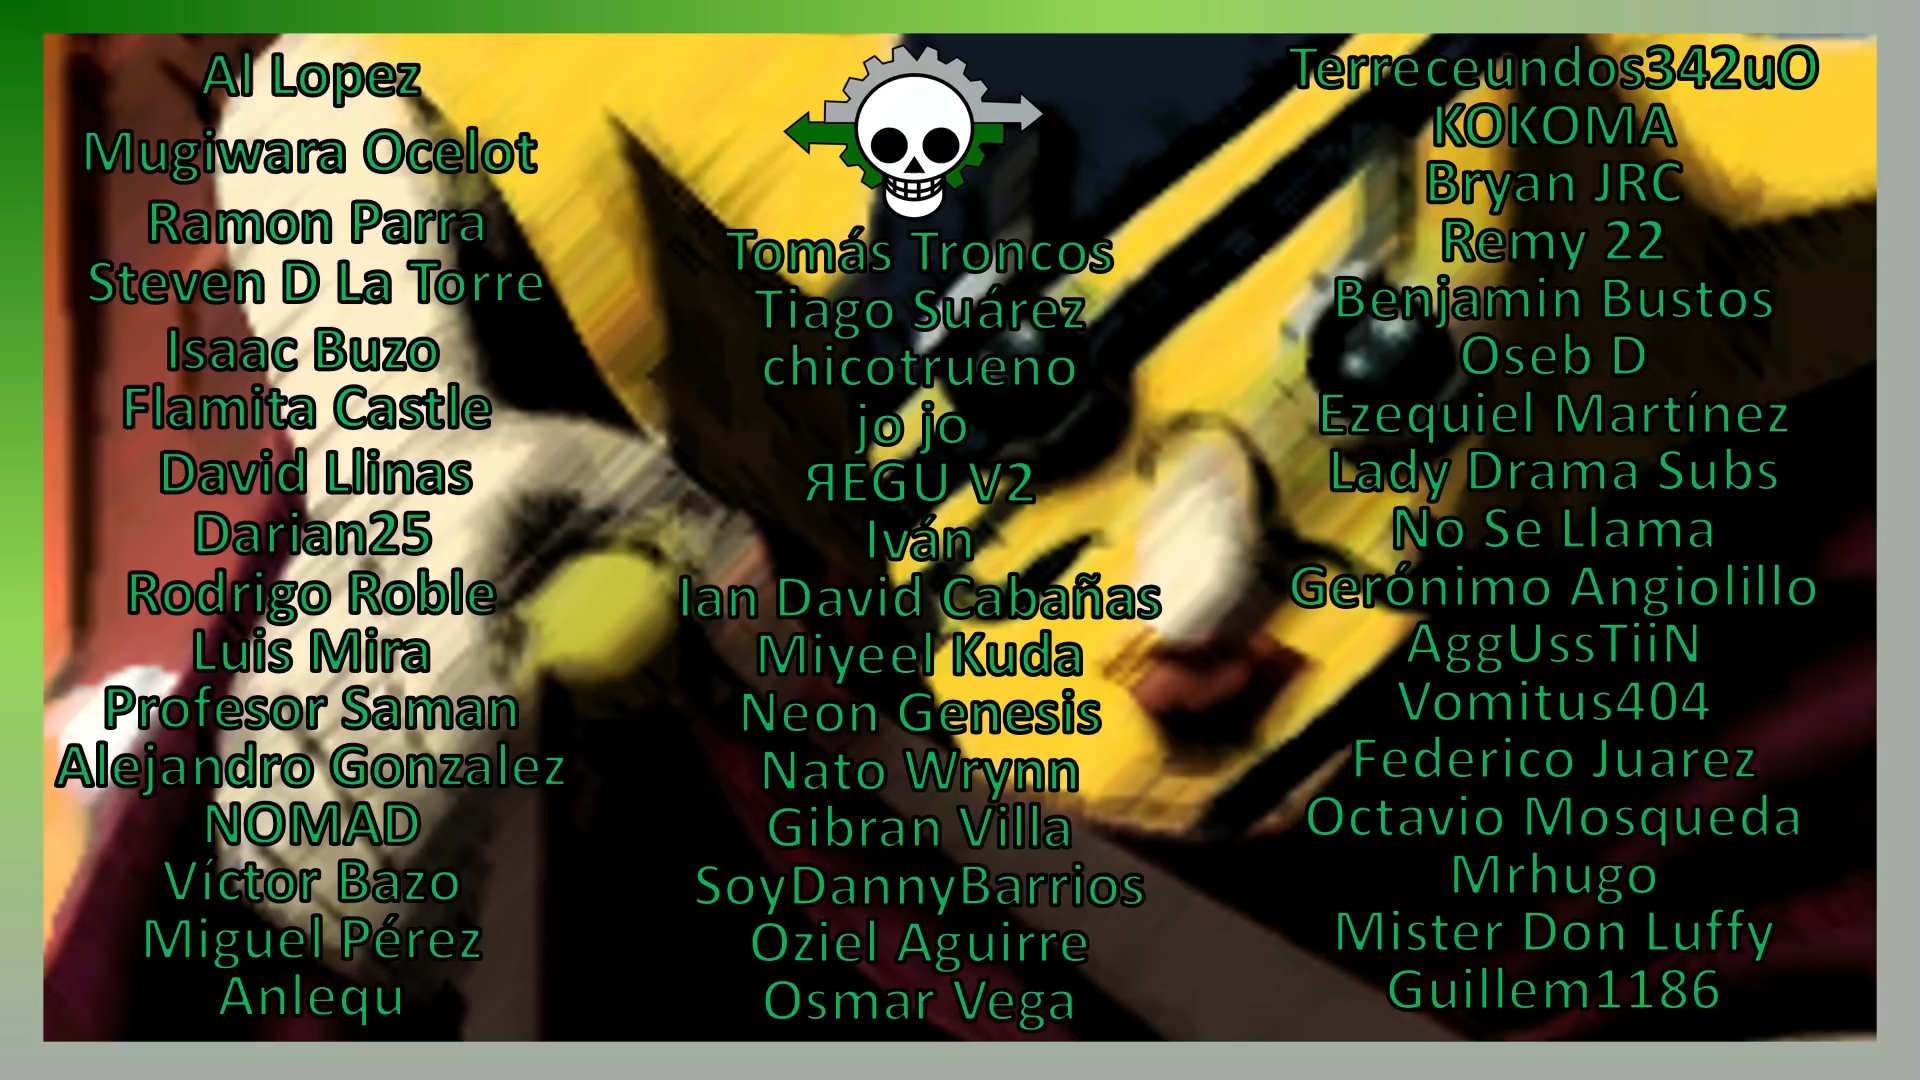 Al Lopez
Mugiwara Ocelot
Ramon Parra
Steven D La Torre
Isaac Buzo
Flamita Castle
David Llinas
Darian25
Rodrigo Roble
Luis Mira
Profesor Saman
Alejandro Gonzalez
NOMAD
Víctor Bazo
Miguel Pérez
Anlequ
Tomás Troncos
Tiago Suárez
chicotrueno
jo jo
ЯEGU V2
Iván
Ian David Cabañas
Miyeel Kuda
Neon Genesis
Nato Wrynn
Gibran Villa
SoyDannyBarrios
Oziel Aguirre
Osmar Vega
Terreceundos342uO
KOKOMA
Bryan JRC
Remy 22
Benjamin Bustos
Oseb D
Ezequiel Martínez
Lady Drama Subs
No Se Llama
Gerónimo Angiolillo
AggUssTiiN
Vomitus404
Federico Juarez
Octavio Mosqueda
Mrhugo
Mister Don Luffy
Guillem1186